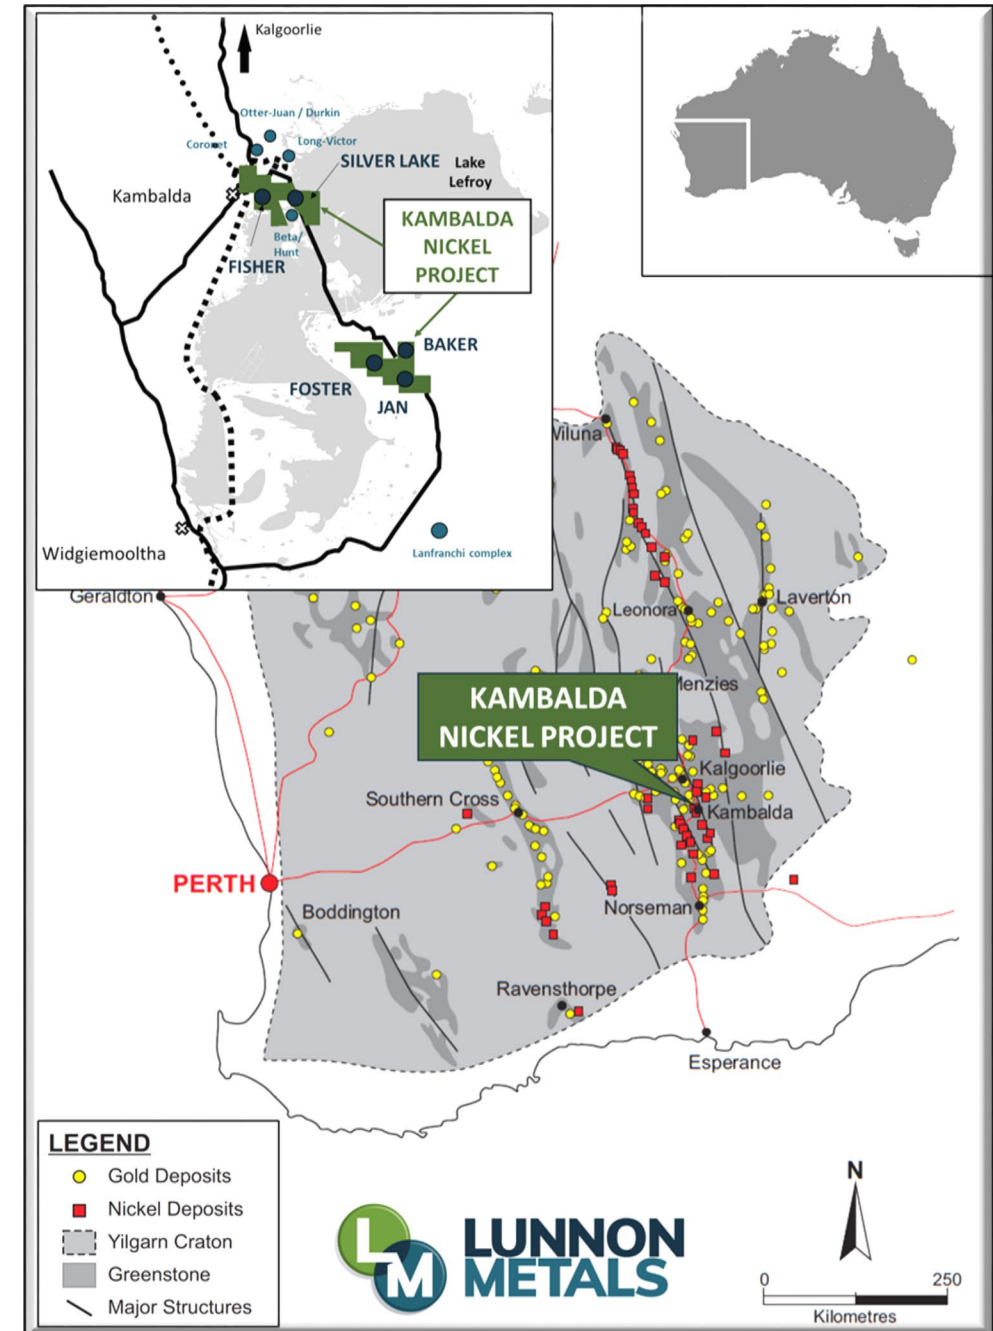 Kalgoorlie
Otter-Juan / Durkin
Coronet
Long-Victor
SILVER LAKE
Lake
Lefroy
Kambalda
KAMBALDA
NICKEL
PROJECT
Beta/
Hunt
FISHER
BAKER
FOSTER
JAN
Widgiemooltha
Lanfranchi complex
Wiluna
Geraldton
Leonora
Laverton
Menzies
KAMBALDA
NICKEL PROJECT
Kalgoorlie
Southern Cross
Kambalda
PERTH
Boddington
Norseman
Ravensthorpe
Esperance
LEGEND
Gold Deposits
Nickel Deposits
Yilgarn Craton
Greenstone
Major Structures
LM
LUNNON
METALS
N
0 250
Kilometres